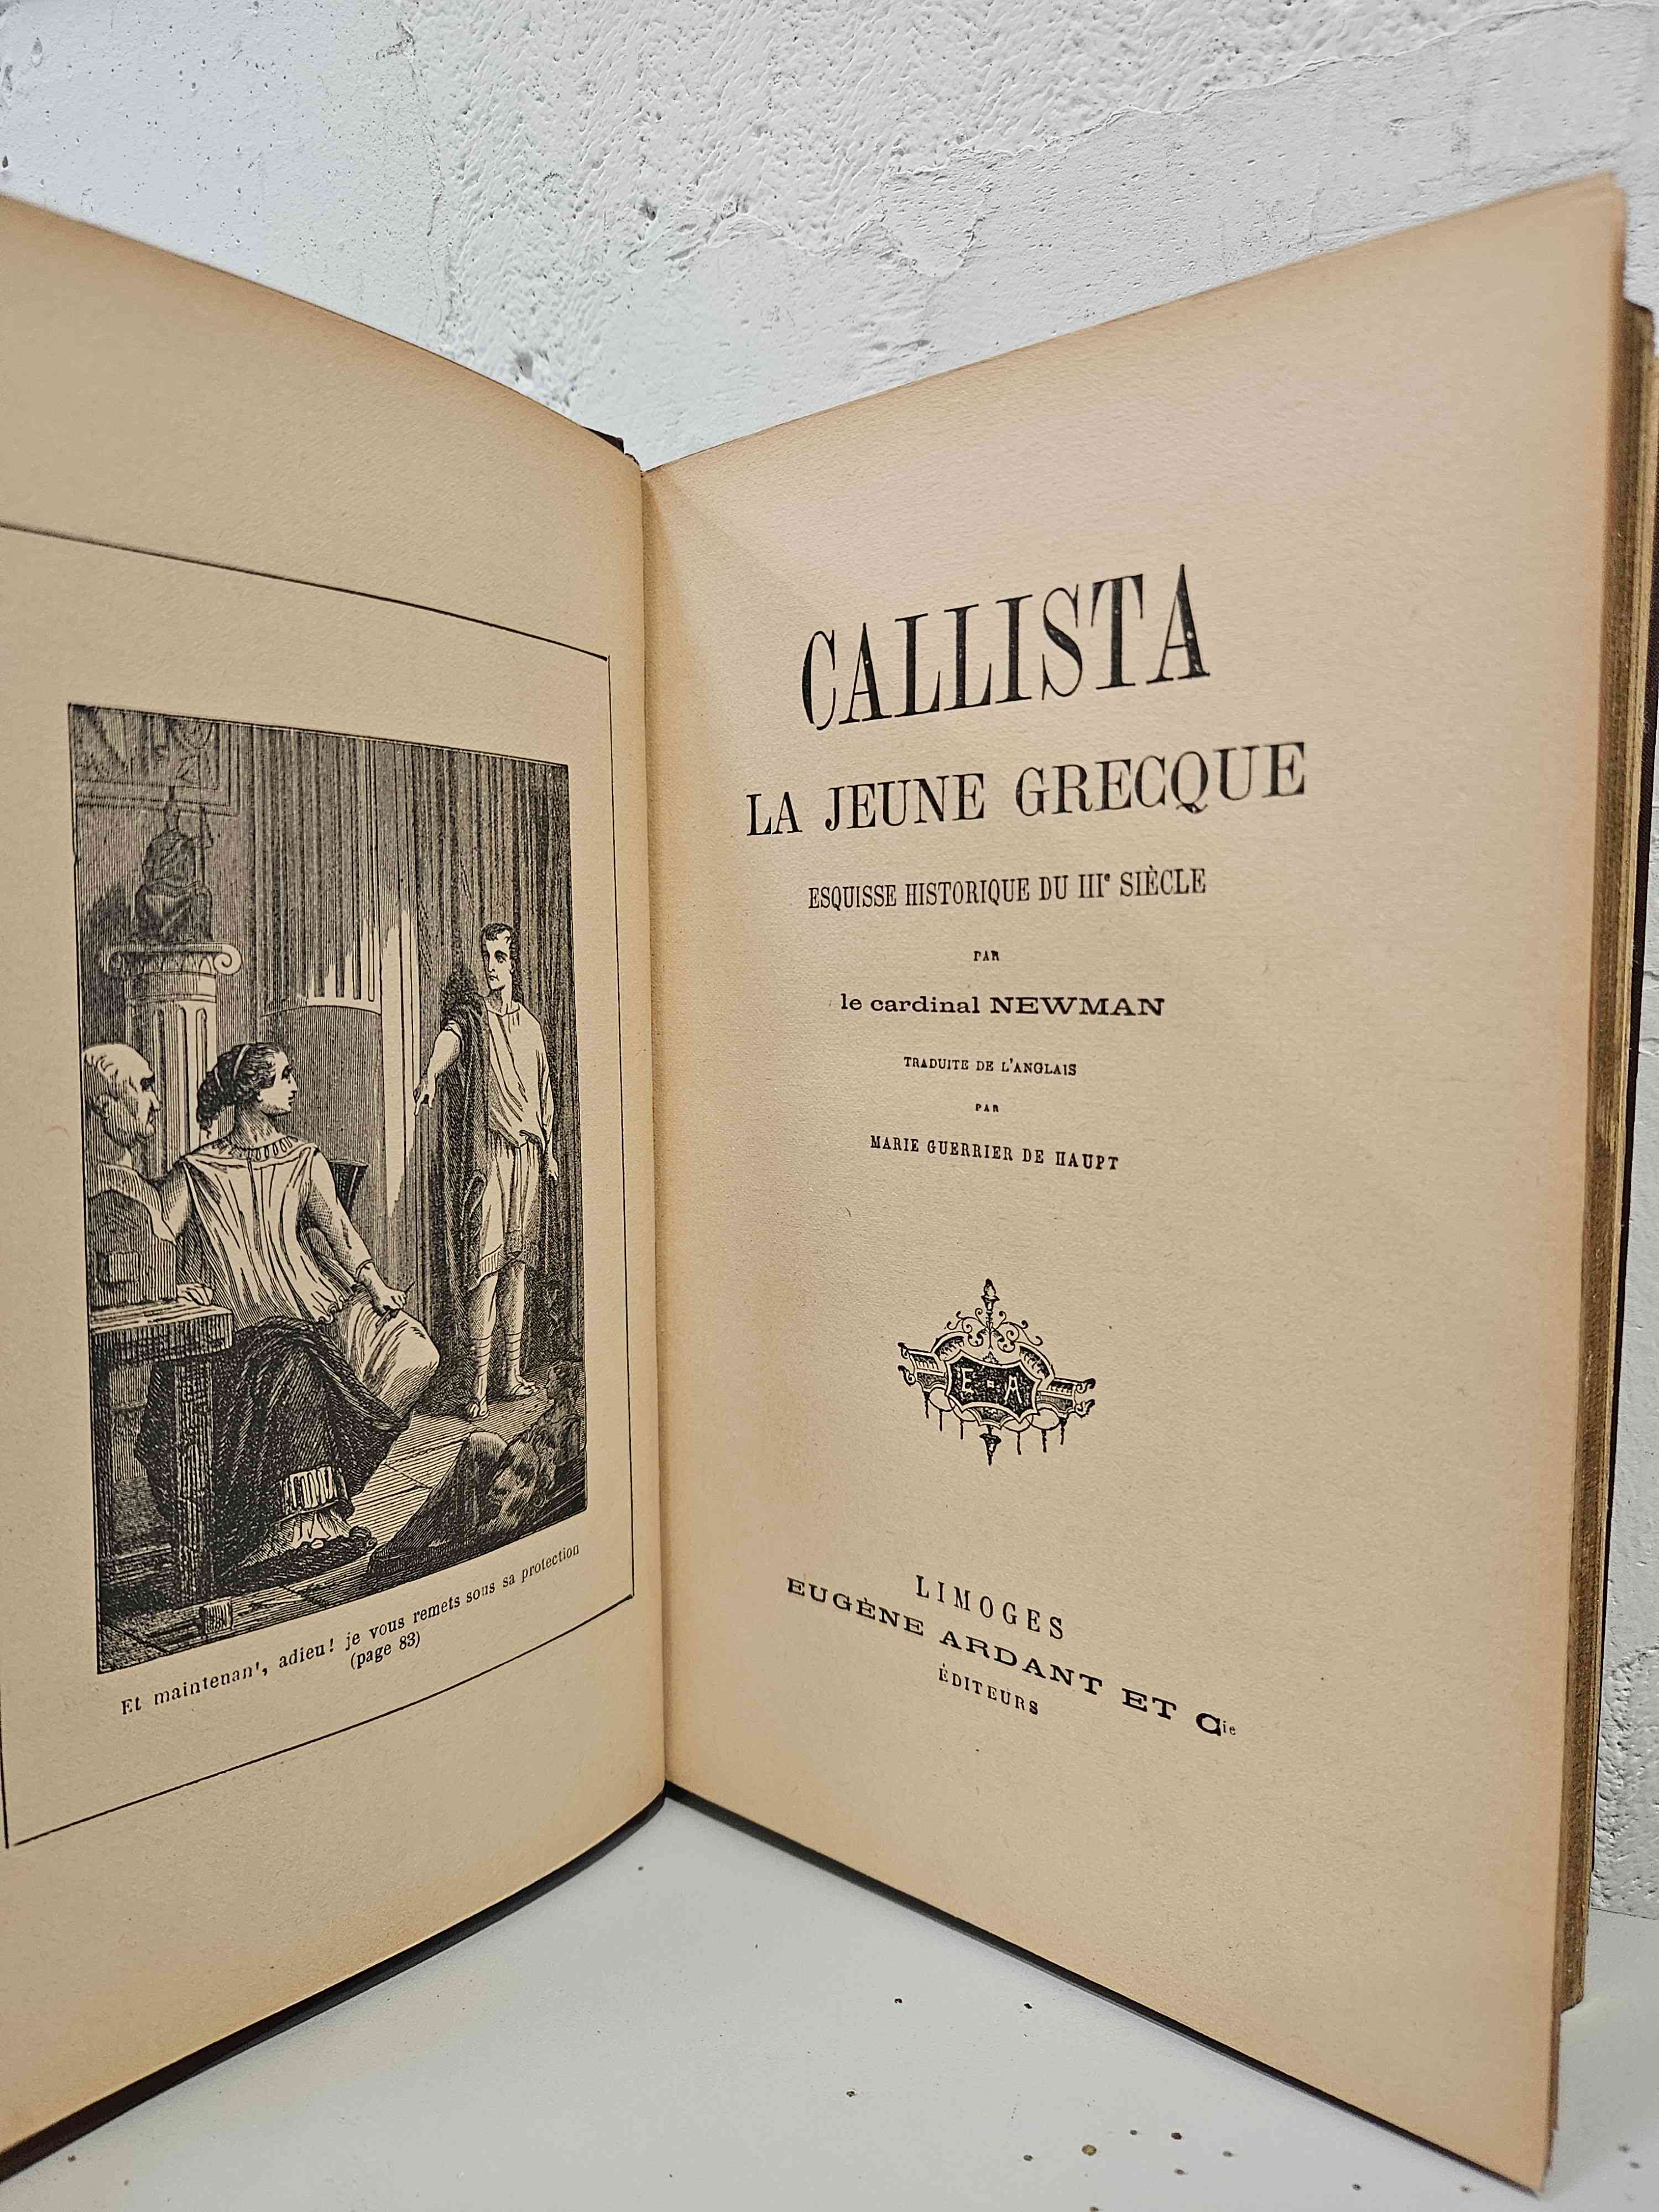 Et maintenan', adieu! je vous remets sous sa protection
(page 83)
CALLISTA
LA JEUNE GRECQUE
ESQUISSE HISTORIQUE DU IIIe SIÈCLE
PAR
le cardinal NEWMAN
TRADUITE DE L'ANGLAIS
PAR
MARIE GUERRIER DE HAUPT
E-A
LIMOGES
EUGÈNE ARDANT ET Cie
ÉDITEURS